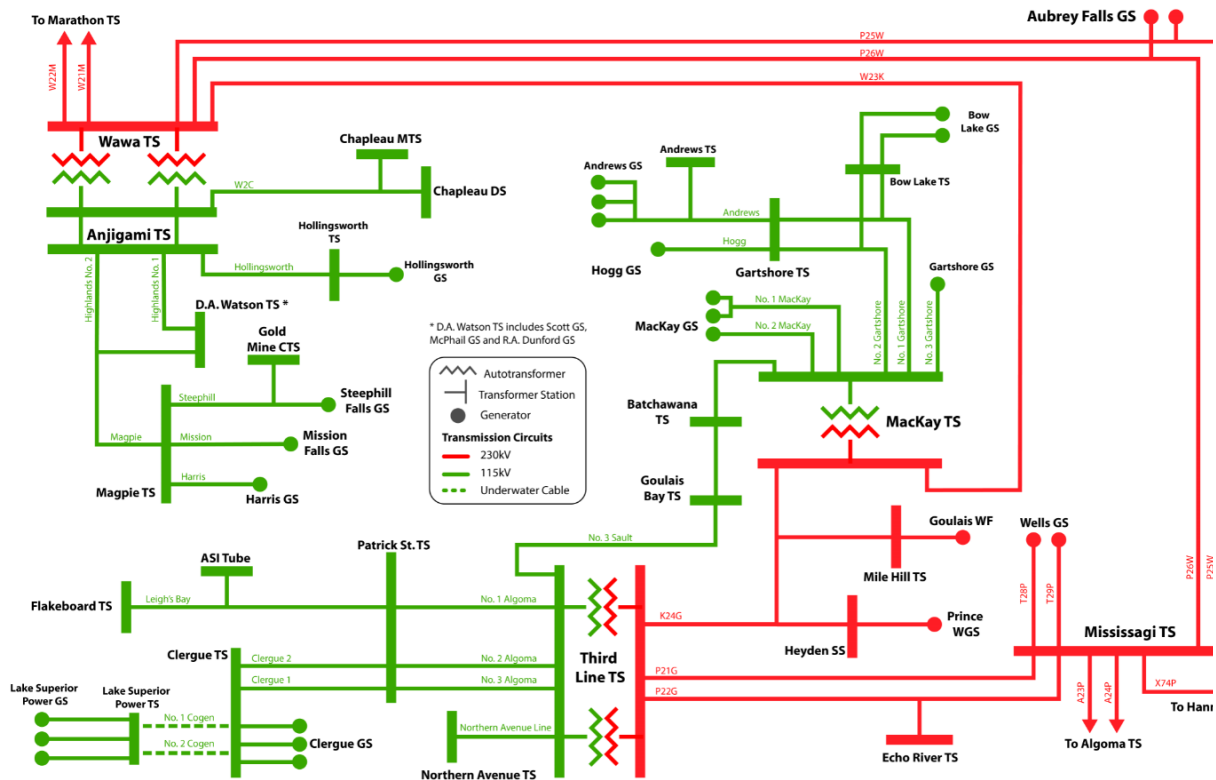 To Marathon TS
Aubrey Falls GS
P25W
P26W
W23K
W22M
W21M
Wawa TS
Chapleau MTS
W2C
Chapleau DS
Anjigami TS
Highlands No. 2
Highlands No. 1
Hollingsworth
TS
Hollingsworth
Hollingsworth
GS
D.A. Watson TS *
Gold
Mine CTS
Steephill
Steephill
Falls GS
Magpie
Mission
Mission
Falls GS
Harris
Harris GS
Magpie TS
Andrews GS
Andrews TS
Bow
Lake GS
Bow Lake TS
Andrews
Hogg
Hogg GS
Gartshore TS
Gartshore GS
No. 1 MacKay
MacKay GS
No. 2 MacKay
No. 2 Gartshore
No. 1 Gartshore
No. 3 Gartshore
* D.A. Watson TS includes Scott GS,
McPhail GS and R.A. Dunford GS
Autotransformer
Transformer Station
Generator
Transmission Circuits
230kV
115kV
Underwater Cable
Batchawana
TS
MacKay TS
Goulais
Bay TS
No. 3 Sault
Goulais WF
Mile Hill TS
Wells GS
T28P
T29P
P26W
P25W
ASI Tube
Patrick St. TS
Flakeboard TS
Leigh's Bay
No. 1 Algoma
K24G
Prince
WGS
Heyden SS
Mississagi TS
Clergue TS
Clergue 2
No. 2 Algoma
Clergue 1
No. 3 Algoma
Third
Line TS
P21G
P22G
A23P
A24P
X74P
To Hann
To Algoma TS
Lake Superior
Power GS
Lake Superior
Power TS
No. 1 Cogen
No. 2 Cogen
Clergue GS
Northern Avenue Line
Northern Avenue TS
Echo River TS